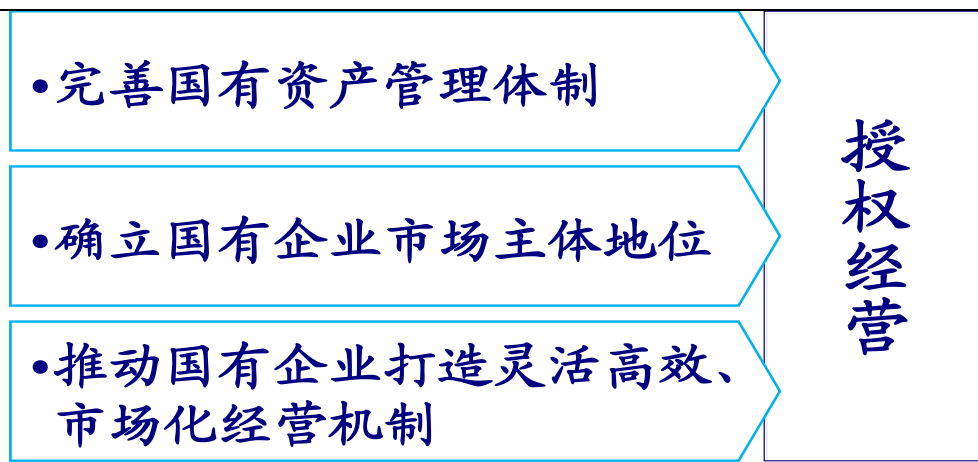 •完善国有资产管理体制
•确立国有企业市场主体地位
•推动国有企业打造灵活高效、
市场化经营机制
授权经营